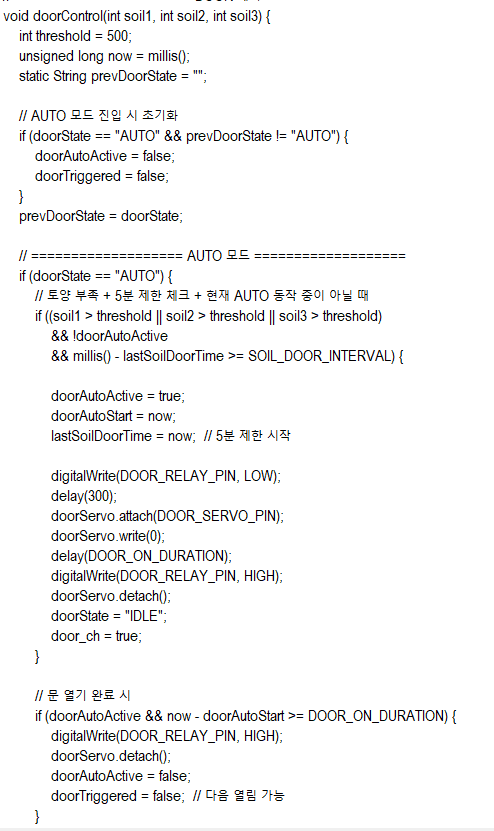 void doorControl(int soil1, int soil2, int soil3) {
int threshold = 500;
unsigned long now = millis();
static String prevDoorState = "";
// AUTO 모드 진입 시 초기화
if (doorState == "AUTO" && prevDoorState != "AUTO") {
doorAutoActive = false;
doorTriggered = false;
}
prevDoorState = doorState;
// =================== AUTO 모드 ===================
if (doorState == "AUTO") {
// 토양 부족 + 5분 제한 체크 + 현재 AUTO 동작 중이 아닐 때
if ((soil1 > threshold || soil2 > threshold || soil3 > threshold)
&& !doorAutoActive
&& millis() - lastSoilDoorTime >= SOIL_DOOR_INTERVAL) {
doorAutoActive = true;
doorAutoStart = now;
lastSoilDoorTime = now; // 5분 제한 시작
digitalWrite(DOOR_RELAY_PIN, LOW);
delay(300);
doorServo.attach(DOOR_SERVO_PIN);
doorServo.write(0);
delay(DOOR_ON_DURATION);
digitalWrite(DOOR_RELAY_PIN, HIGH);
doorServo.detach();
doorState = "IDLE";
door_ch = true;
}
// 문 열기 완료 시
if (doorAutoActive && now - doorAutoStart >= DOOR_ON_DURATION) {
digitalWrite(DOOR_RELAY_PIN, HIGH);
doorServo.detach();
doorAutoActive = false;
doorTriggered = false; // 다음 열림 가능
}